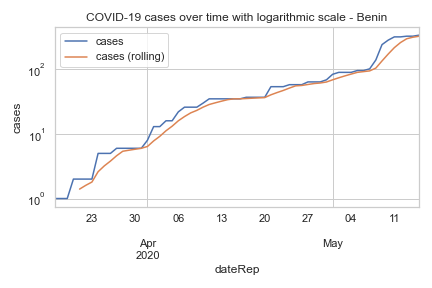 COVID-19 cases over time with logarithmic scale - Benin
cases
cases (rolling)
cases
10²
10¹
10⁰
23 30 06 13 20 27 04 11
Apr May
2020
dateRep